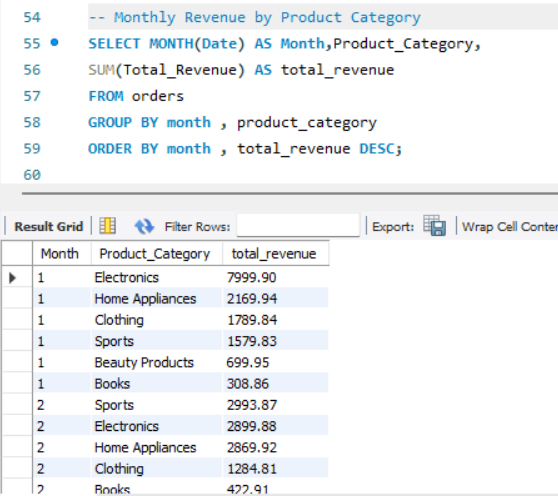 54 -- Monthly Revenue by Product Category
55 SELECT MONTH(Date) AS Month,Product_Category,
56 SUM(Total_Revenue) AS total_revenue
57 FROM orders
58 GROUP BY month , product_category
59 ORDER BY month , total_revenue DESC;
60
Result Grid Filter Rows: Export: Wrap Cell Conter
Month Product_Category total_revenue
1 Electronics 7999.90
1 Home Appliances 2169.94
1 Clothing 1789.84
1 Sports 1579.83
1 Beauty Products 699.95
1 Books 308.86
2 Sports 2993.87
2 Electronics 2899.88
2 Home Appliances 2869.92
2 Clothing 1284.81
2 Books 422.91